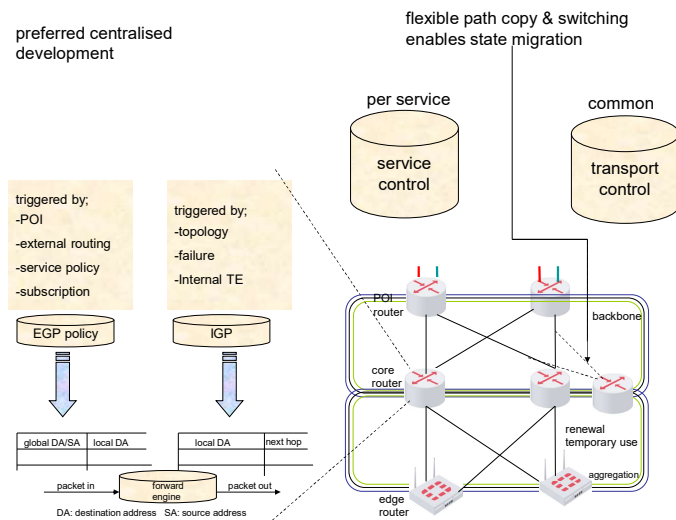 preferred centralised
development
flexible path copy & switching
enables state migration
per service
service
control
common
transport
control
triggered by;
-POI
-external routing
-service policy
-subscription
EGP policy
triggered by;
-topology
-failure
-Internal TE
IGP
POI
router
backbone
core
router
renewal
temporary use
aggregation
edge
router
global DA/SA
local DA
local DA
next hop
packet in
forward
engine
packet out
DA: destination address SA: source address